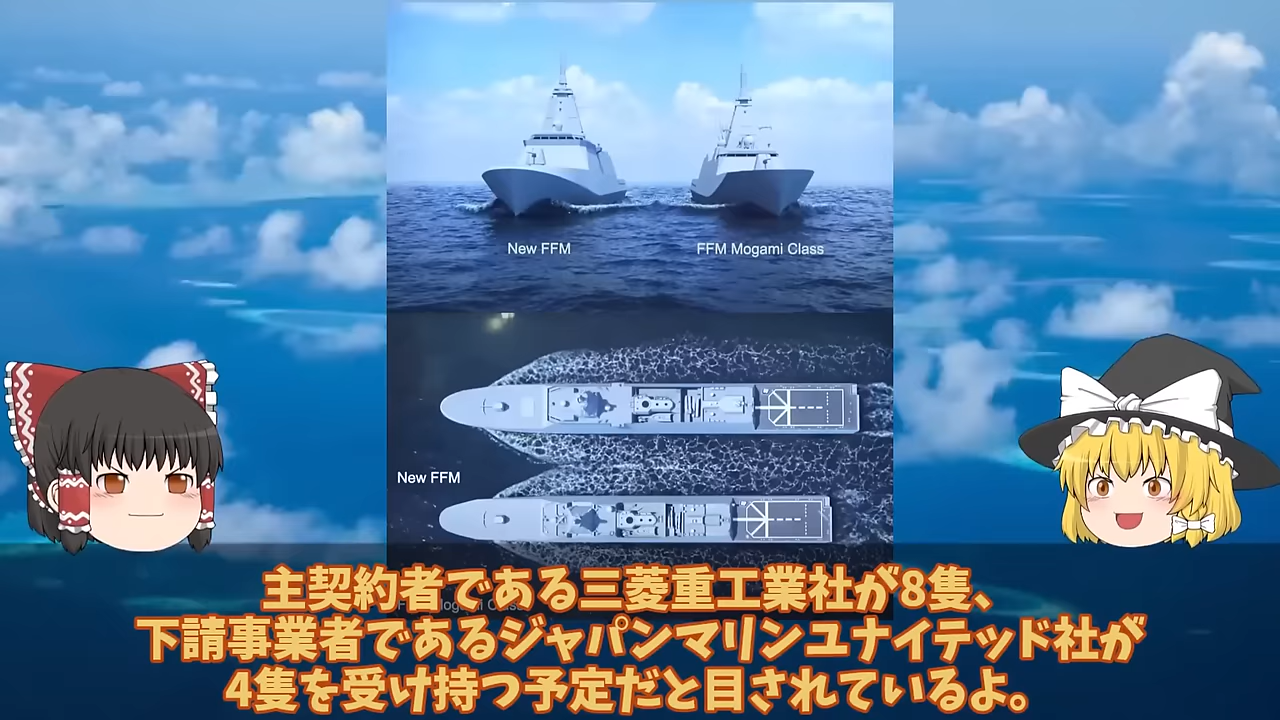 New FFM
FFM Mogami Class
New FFM
FFM Mogami Class
主契約者である三菱重工業社が8隻、
下請事業者であるジャパンマリンユナイテッド社が
4隻を受け持つ予定だと目されているよ。